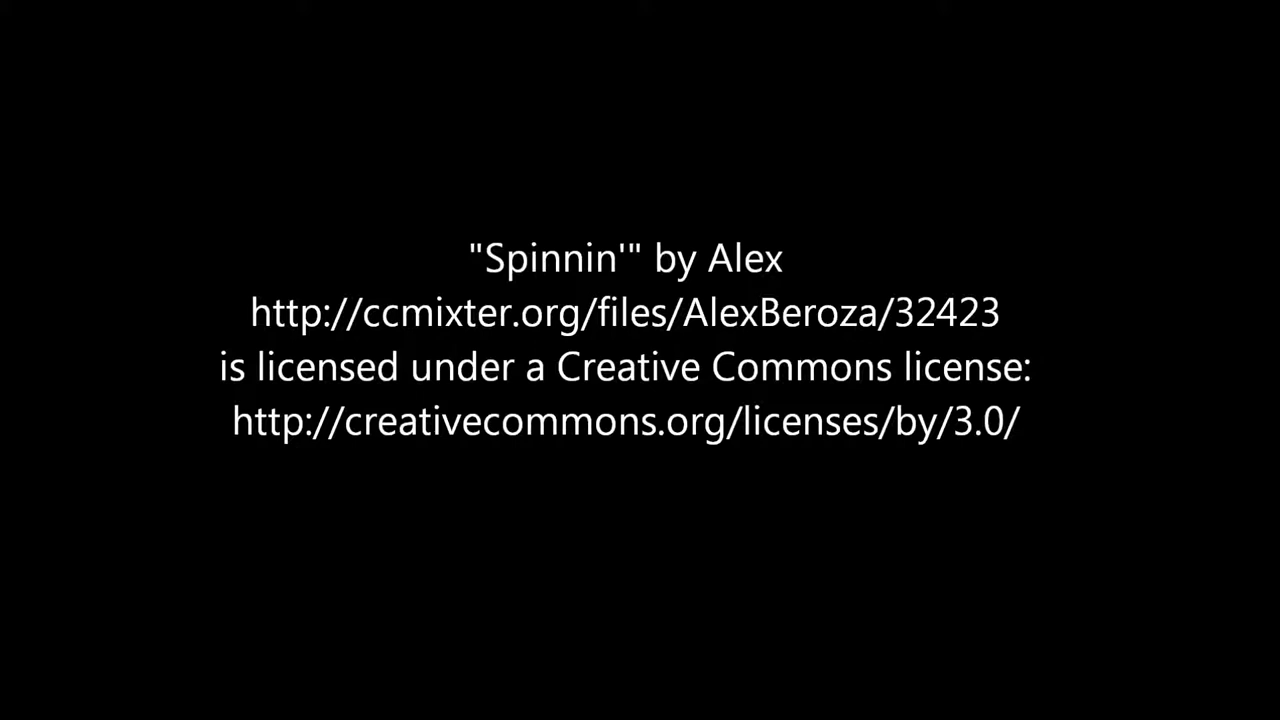 "Spinnin'" by Alex
http://ccmixter.org/files/AlexBeroza/32423
is licensed under a Creative Commons license:
http://creativecommons.org/licenses/by/3.0/